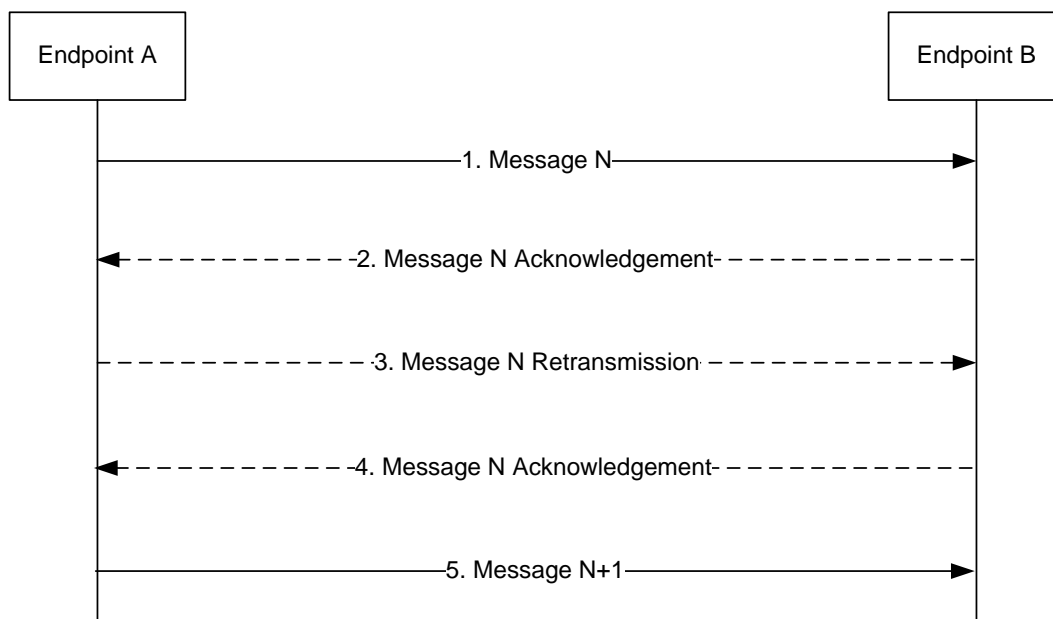 Endpoint A
Endpoint B
1. Message N
2. Message N Acknowledgement
3. Message N Retransmission
4. Message N Acknowledgement
5. Message N+1